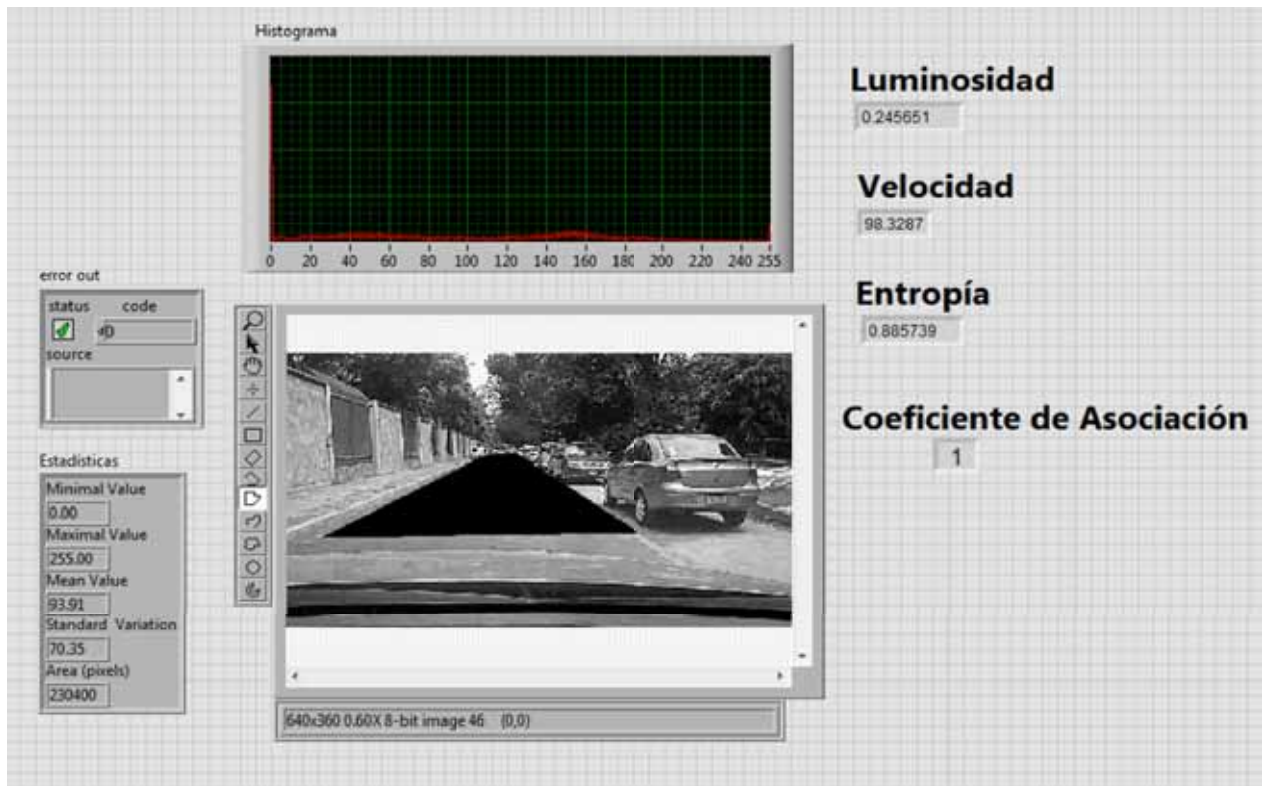 Histograma
0 20 40 60 80 100 120 140 160 180 200 220 240 255
Luminosidad
0.245651
Velocidad
98.3287
Entropía
0.885739
Coeficiente de Asociación
1
error out
status code
0
source
Estadísticas
Minimal Value
0.00
Maximal Value
255.00
Mean Value
93.91
Standard Variation
70.35
Area (pixels)
230400
640x360 0.60X 8-bit image 46 (0,0)